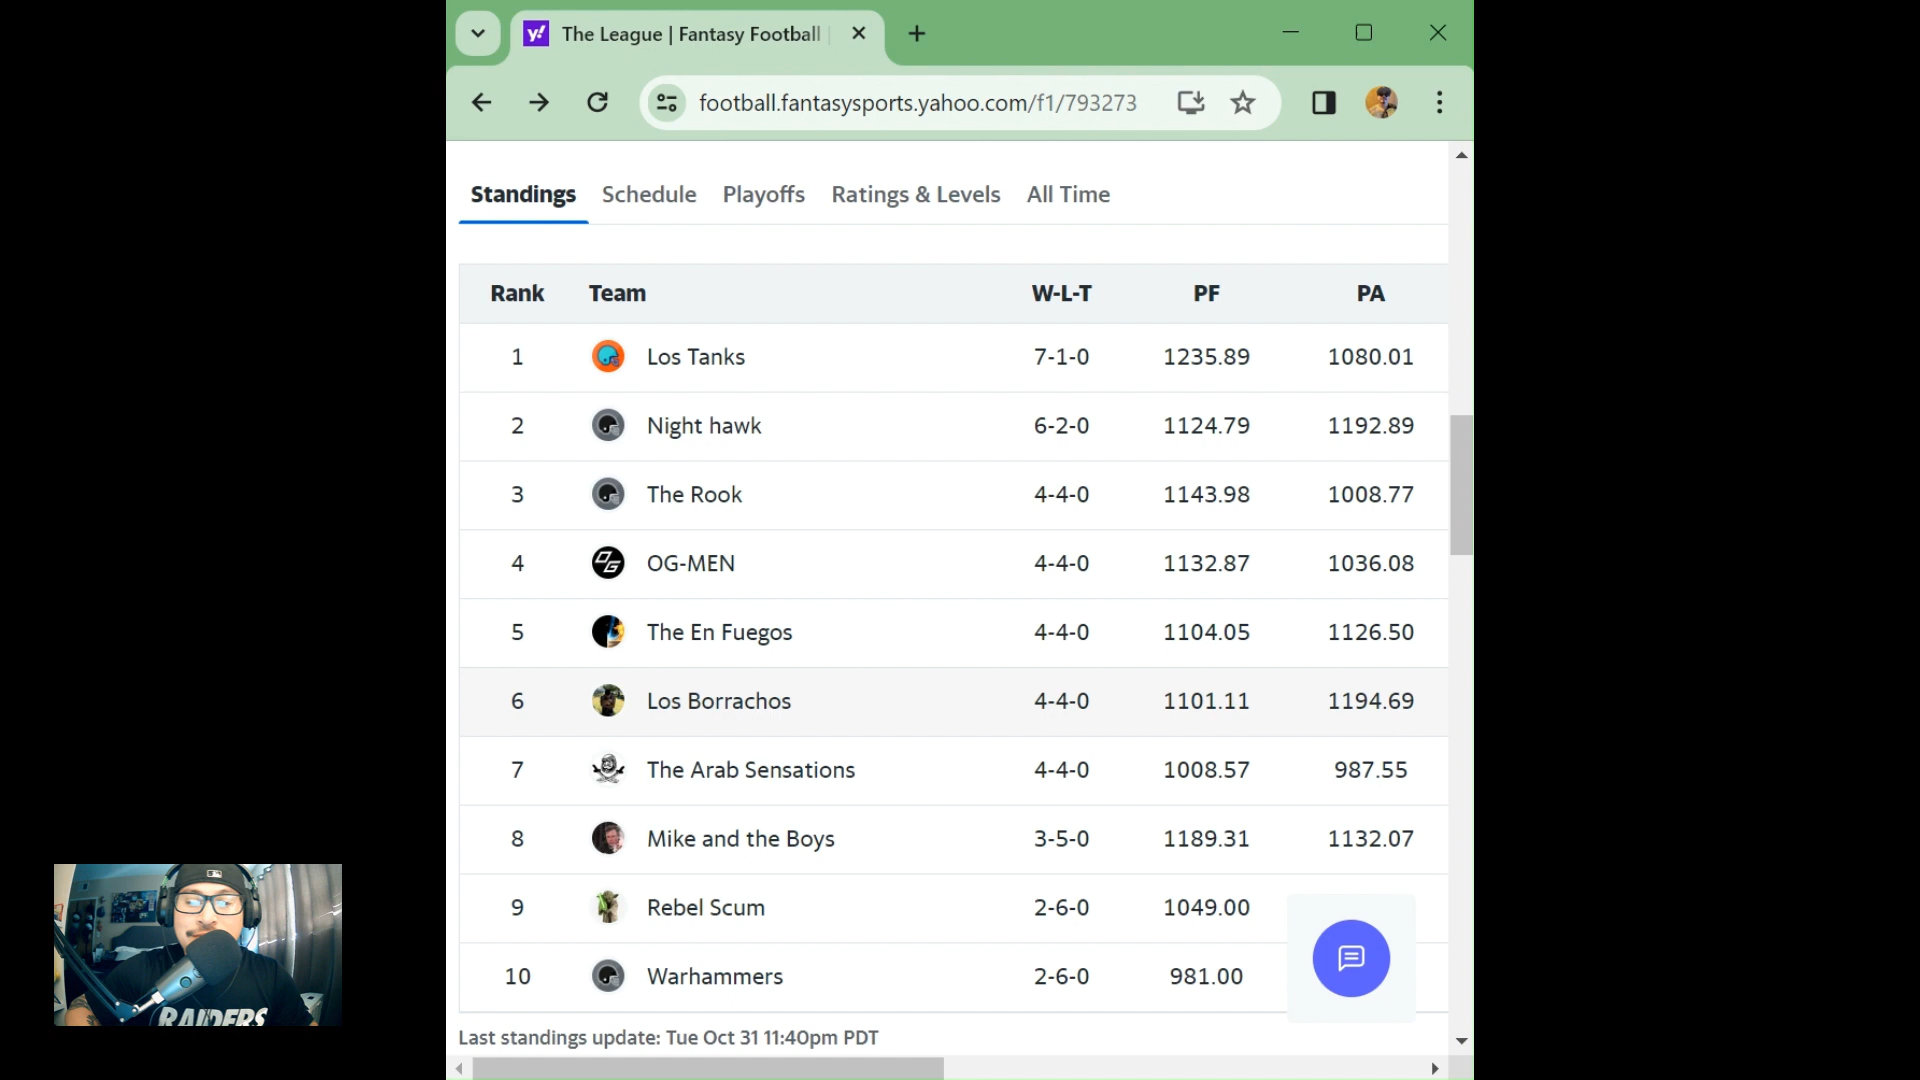 The League | Fantasy Football
football.fantasysports.yahoo.com/f1/793273
Standings Schedule Playoffs Ratings & Levels All Time
Rank Team W-L-T PF PA
1 Los Tanks 7-1-0 1235.89 1080.01
2 Night hawk 6-2-0 1124.79 1192.89
3 The Rook 4-4-0 1143.98 1008.77
4 OG-MEN 4-4-0 1132.87 1036.08
5 The En Fuegos 4-4-0 1104.05 1126.50
6 Los Borrachos 4-4-0 1101.11 1194.69
7 The Arab Sensations 4-4-0 1008.57 987.55
8 Mike and the Boys 3-5-0 1189.31 1132.07
9 Rebel Scum 2-6-0 1049.00
10 Warhammers 2-6-0 981.00
Last standings update: Tue Oct 31 11:40pm PDT
RAIDERS